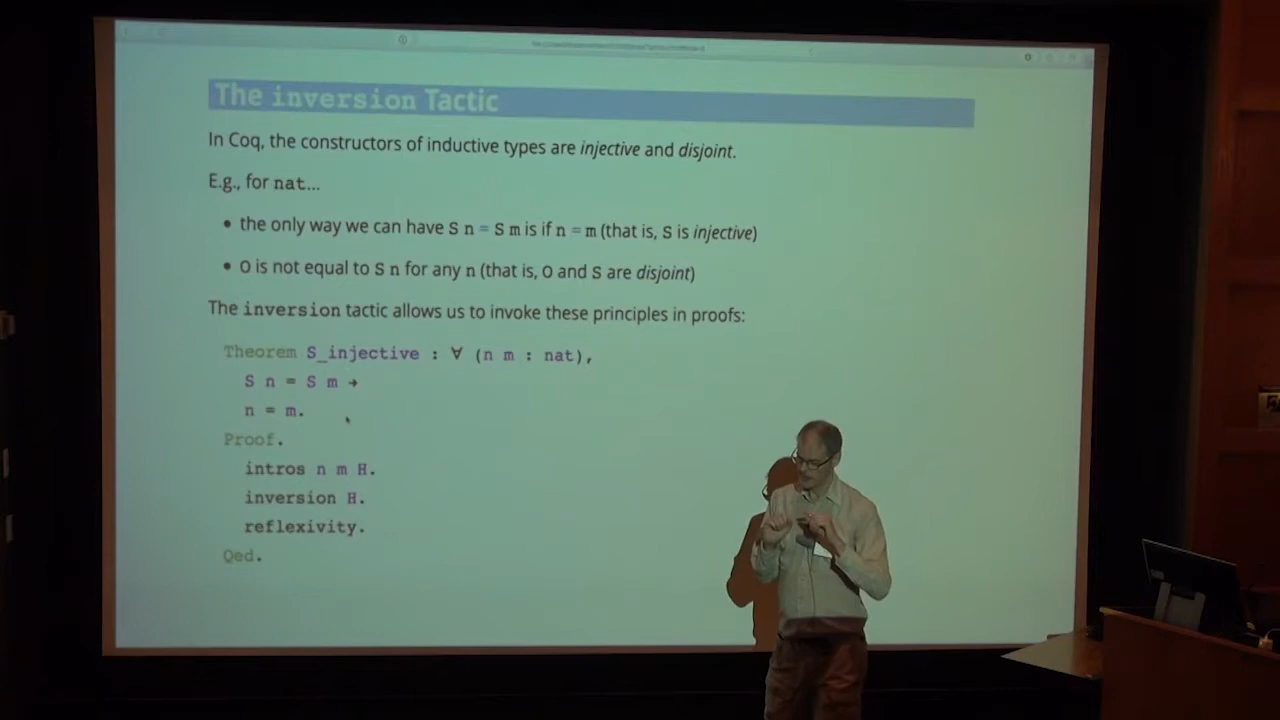 The inversion Tactic
In Coq, the constructors of inductive types are injective and disjoint.
E.g., for nat...
• the only way we can have S n = S m is if n = m (that is, S is injective)
• O is not equal to S n for any n (that is, O and S are disjoint)
The inversion tactic allows us to invoke these principles in proofs:
Theorem S_injective : ∀ (n m : nat),
S n = S m →
n = m.
Proof.
intros n m H.
inversion H.
reflexivity.
Qed.